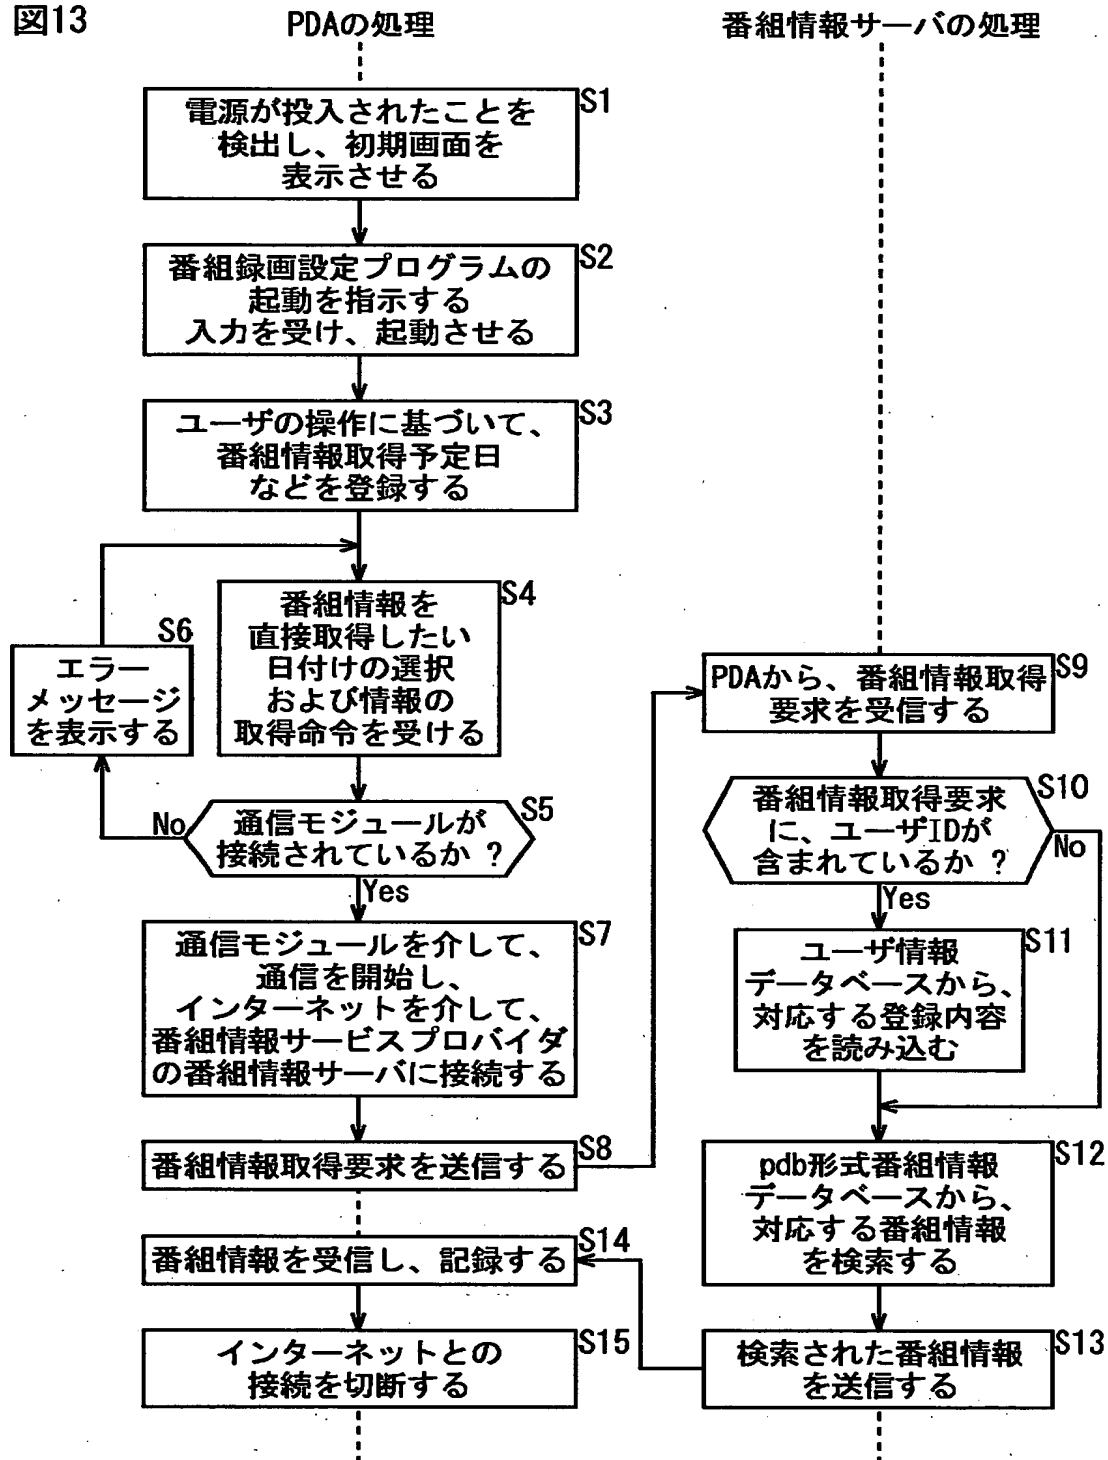 図13
PDAの処理
番組情報サーバの処理
S1
電源が投入されたことを
検出し、初期画面を
表示させる
S2
番組録画設定プログラムの
起動を指示する
入力を受け、起動させる
S3
ユーザの操作に基づいて、
番組情報取得予定日
などを登録する
S4
番組情報を
直接取得したい
日付けの選択
および情報の
取得命令を受ける
S6
エラー
メッセージ
を表示する
S5
通信モジュールが
接続されているか ?
No
Yes
S7
通信モジュールを介して、
通信を開始し、
インターネットを介して、
番組情報サービスプロバイダ
の番組情報サーバに接続する
S8
番組情報取得要求を送信する
S14
番組情報を受信し、記録する
S15
インターネットとの
接続を切断する
S9
PDAから、番組情報取得
要求を受信する
S10
番組情報取得要求
に、ユーザIDが
含まれているか ?
No
Yes
S11
ユーザ情報
データベースから、
対応する登録内容
を読み込む
S12
pdb形式番組情報
データベースから、
対応する番組情報
を検索する
S13
検索された番組情報
を送信する